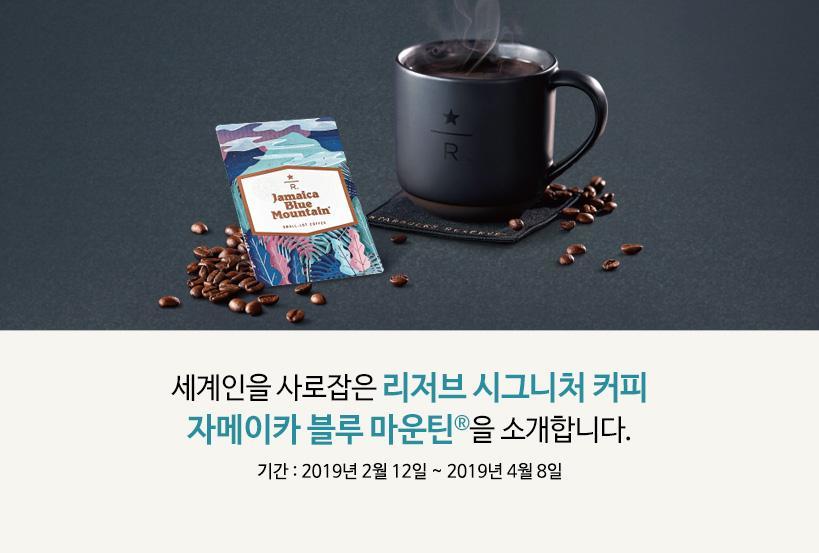 R.
R.
Jamaica
Blue
Mountain®
SMALL-LOT COFFEE
STARBUCKS RESERVE
세계인을 사로잡은 리저브 시그니처 커피
자메이카 블루 마운틴®을 소개합니다.
기간 : 2019년 2월 12일 ~ 2019년 4월 8일